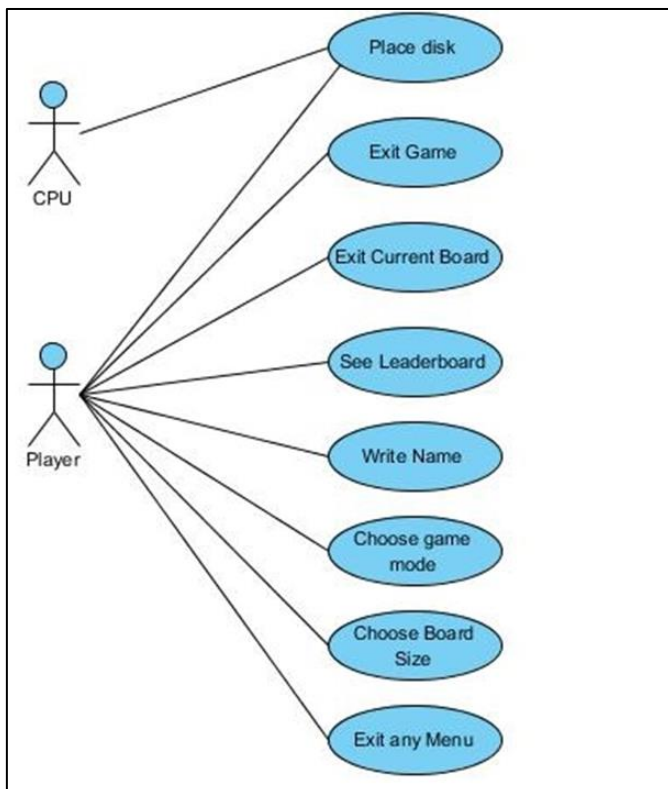 Place disk
CPU
Exit Game
Exit Current Board
See Leaderboard
Player
Write Name
Choose game
mode
Choose Board
Size
Exit any Menu